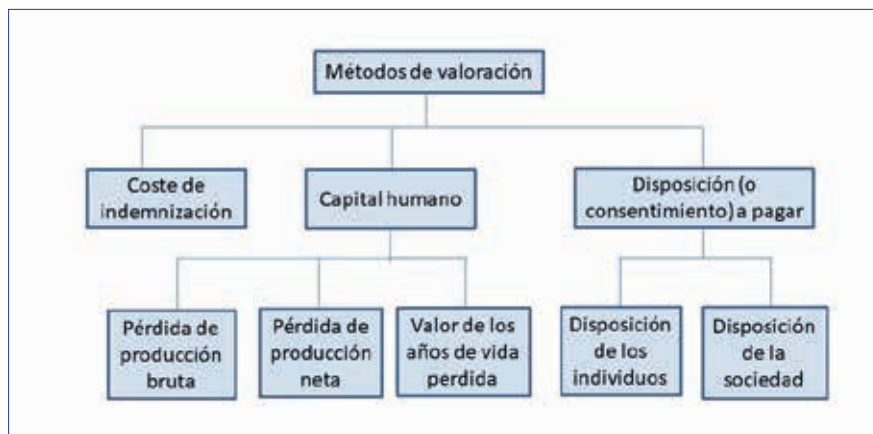 Métodos de valoración
Coste de
indemnización
Capital humano
Disposición (o
consentimiento) a pagar
Pérdida de
producción
bruta
Pérdida de
producción
neta
Valor de los
años de vida
perdida
Disposición
de los
individuos
Disposición
de la
sociedad